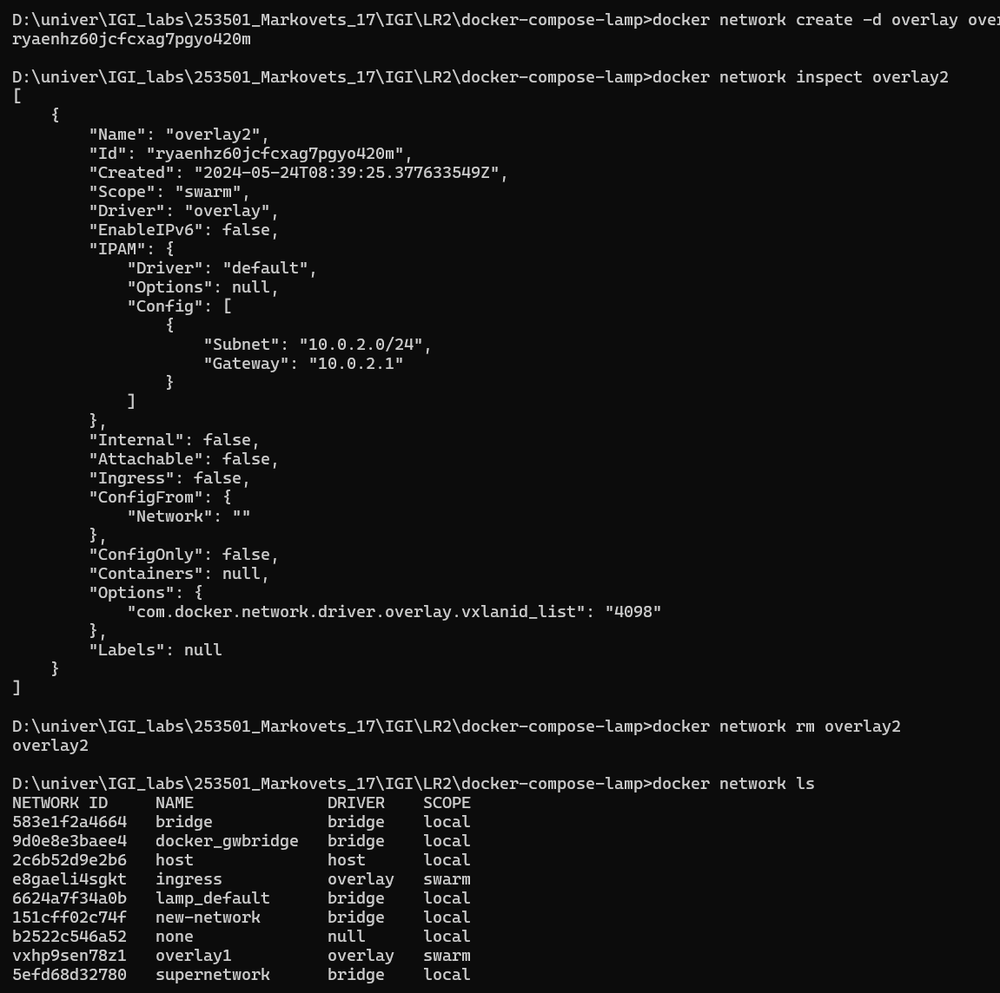 D:\univer\IGI_labs\253501_Markovets_17\IGI\LR2\docker-compose-lamp>docker network create -d overlay over
ryaenhz60jcfcxag7pgyo420m
D:\univer\IGI_labs\253501_Markovets_17\IGI\LR2\docker-compose-lamp>docker network inspect overlay2
[
    {
        "Name": "overlay2",
        "Id": "ryaenhz60jcfcxag7pgyo420m",
        "Created": "2024-05-24T08:39:25.377633549Z",
        "Scope": "swarm",
        "Driver": "overlay",
        "EnableIPv6": false,
        "IPAM": {
            "Driver": "default",
            "Options": null,
            "Config": [
                {
                    "Subnet": "10.0.2.0/24",
                    "Gateway": "10.0.2.1"
                }
            ]
        },
        "Internal": false,
        "Attachable": false,
        "Ingress": false,
        "ConfigFrom": {
            "Network": ""
        },
        "ConfigOnly": false,
        "Containers": null,
        "Options": {
            "com.docker.network.driver.overlay.vxlanid_list": "4098"
        },
        "Labels": null
    }
]
D:\univer\IGI_labs\253501_Markovets_17\IGI\LR2\docker-compose-lamp>docker network rm overlay2
overlay2
D:\univer\IGI_labs\253501_Markovets_17\IGI\LR2\docker-compose-lamp>docker network ls
NETWORK ID     NAME              DRIVER    SCOPE
583e1f2a4664   bridge            bridge    local
9d0e8e3baee4   docker_gwbridge   bridge    local
2c6b52d9e2b6   host              host      local
e8gaeli4sgkt   ingress           overlay   swarm
6624a7f34a0b   lamp_default      bridge    local
151cff02c74f   new-network       bridge    local
b2522c546a52   none              null      local
vxhp9sen78z1   overlay1          overlay   swarm
5efd68d32780   supernetwork      bridge    local